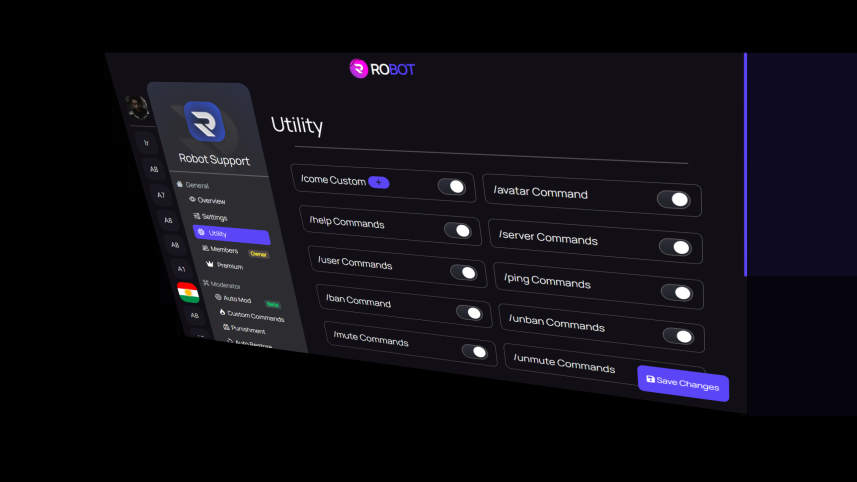 ROBOT
Ir
A8
A7
A8
A8
A1
A8
Robot Support
General
Overview
Settings
Utility
Members Owner
Premium
Moderator
Auto Mod Beta
Custom Commands
Punishment
Auto Restore
Utility
/come Custom +
/avatar Command
/help Commands
/server Commands
/user Commands
/ping Commands
/ban Command
/unban Commands
/mute Commands
/unmute Commands
Save Changes